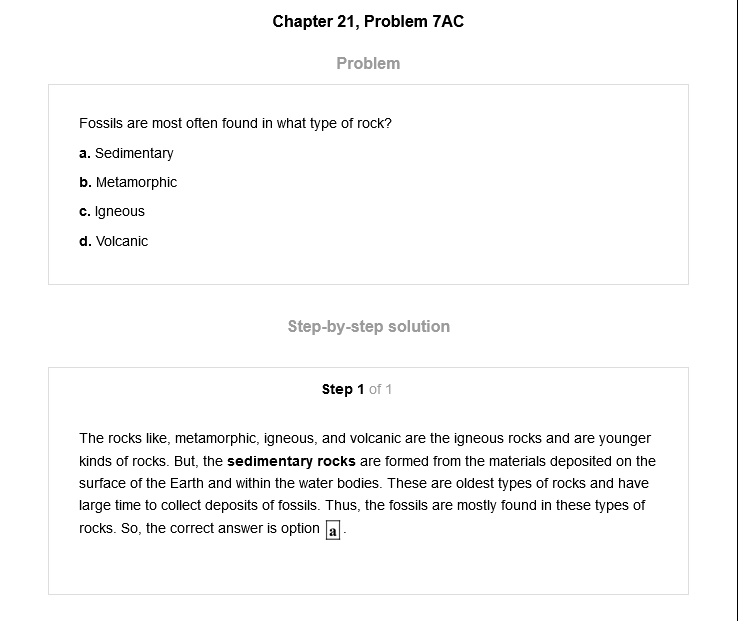 Chapter 21, Problem 7AC
Problem
Fossils are most often found in what type of rock?
a. Sedimentary
b. Metamorphic
c. Igneous
d. Volcanic
Step-by-step solution
Step 1 of 1
The rocks like, metamorphic, igneous, and volcanic are the igneous rocks and are younger
kinds of rocks. But, the sedimentary rocks are formed from the materials deposited on the
surface of the Earth and within the water bodies. These are oldest types of rocks and have
large time to collect deposits of fossils. Thus, the fossils are mostly found in these types of
rocks. So, the correct answer is option a.